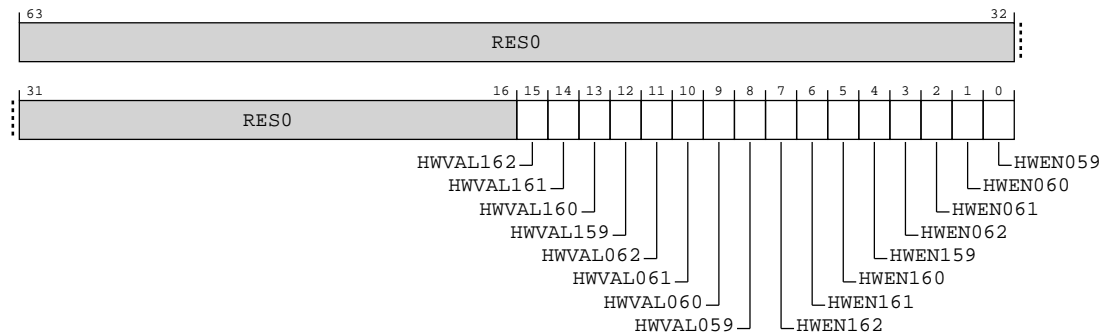 63 32
RES0
31 16 15 14 13 12 11 10 9 8 7 6 5 4 3 2 1 0
RES0
HWVAL162 HWEN059
HWVAL161 HWEN060
HWVAL160 HWEN061
HWVAL159 HWEN062
HWVAL062 HWEN159
HWVAL061 HWEN160
HWVAL060 HWEN161
HWVAL059 HWEN162